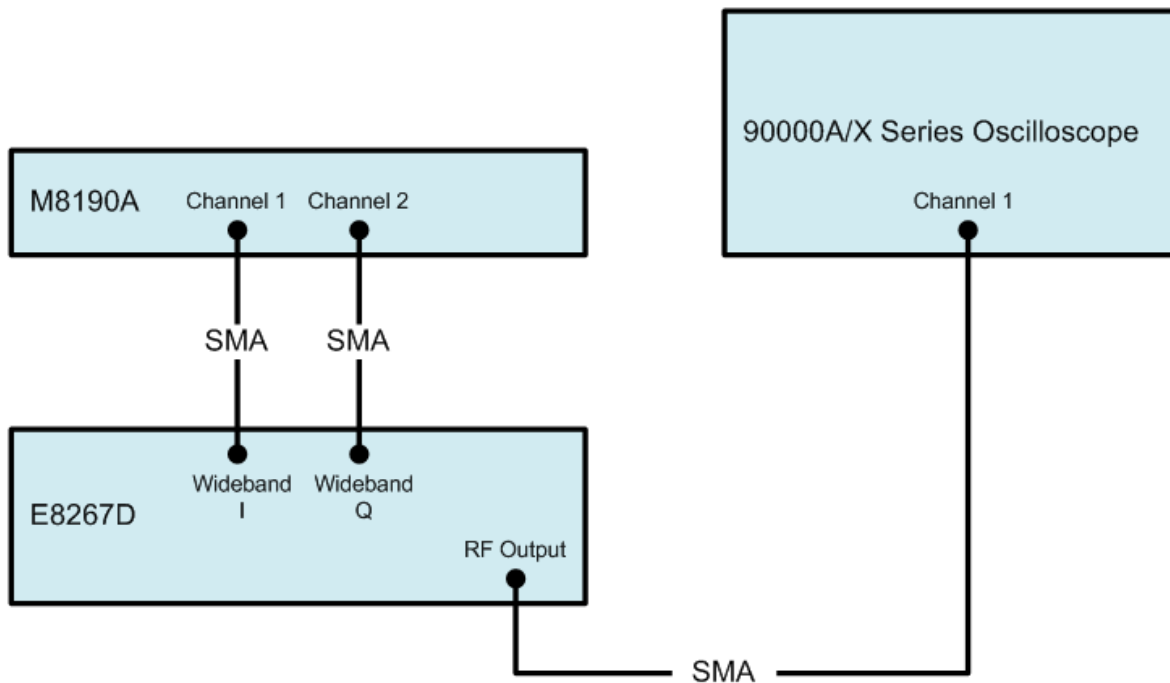 90000A/X Series Oscilloscope
Channel 1
M8190A
Channel 1
Channel 2
SMA
SMA
E8267D
Wideband
I
Wideband
Q
RF Output
SMA